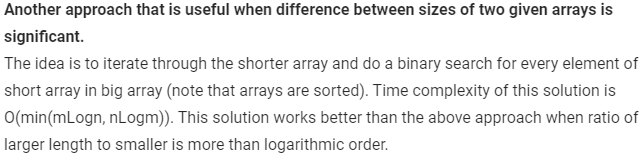 Another approach that is useful when difference between sizes of two given arrays is
significant.
The idea is to iterate through the shorter array and do a binary search for every element of
short array in big array (note that arrays are sorted). Time complexity of this solution is
O(min(mLogn, nLogm)). This solution works better than the above approach when ratio of
larger length to smaller is more than logarithmic order.